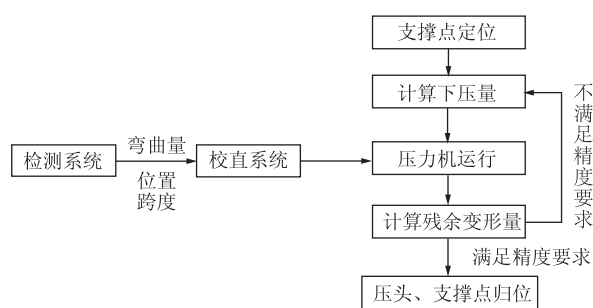 支撑点定位
计算下压量
不满足精度要求
检测系统
弯曲量
位置
跨度
校直系统
压力机运行
计算残余变形量
满足精度要求
压头、支撑点归位